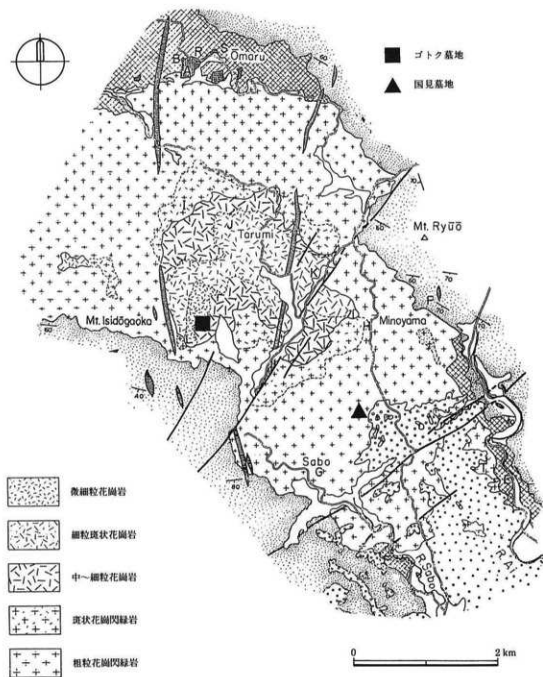 ゴトク墓地
国見墓地
B
R
S
Ōmaru
I
J
Tarumi
K
Mt. Ryūō
F
Minoyama
H
Mt. Isidōgaoka
L
Sabo
G
R. Sabo
R. Ai
微細粒花崗岩
細粒斑状花崗岩
中〜細粒花崗岩
斑状花崗閃緑岩
粗粒花崗閃緑岩
0
2 km